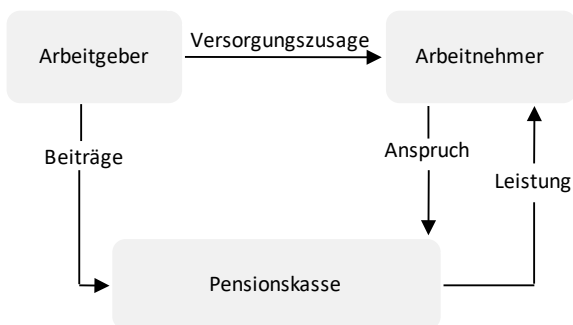 Versorgungszusage
Arbeitgeber
Arbeitnehmer
Beiträge
Anspruch
Leistung
Pensionskasse